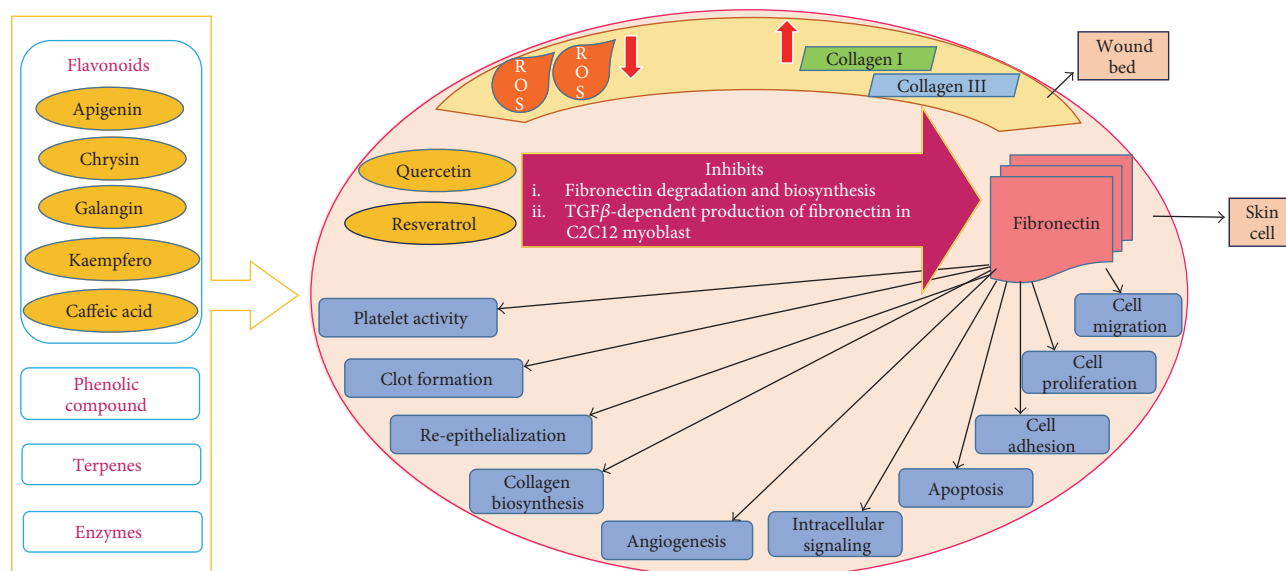 Flavonoids
Apigenin
Chrysin
Galangin
Kaempfero
Caffeic acid
Phenolic
compound
Terpenes
Enzymes
ROS
ROS
Collagen I
Collagen III
Wound
bed
Quercetin
Resveratrol
Inhibits
i. Fibronectin degradation and biosynthesis
ii. TGFβ-dependent production of fibronectin in
C2C12 myoblast
Fibronectin
Skin
cell
Platelet activity
Clot formation
Re-epithelialization
Collagen
biosynthesis
Angiogenesis
Intracellular
signaling
Apoptosis
Cell
adhesion
Cell
proliferation
Cell
migration